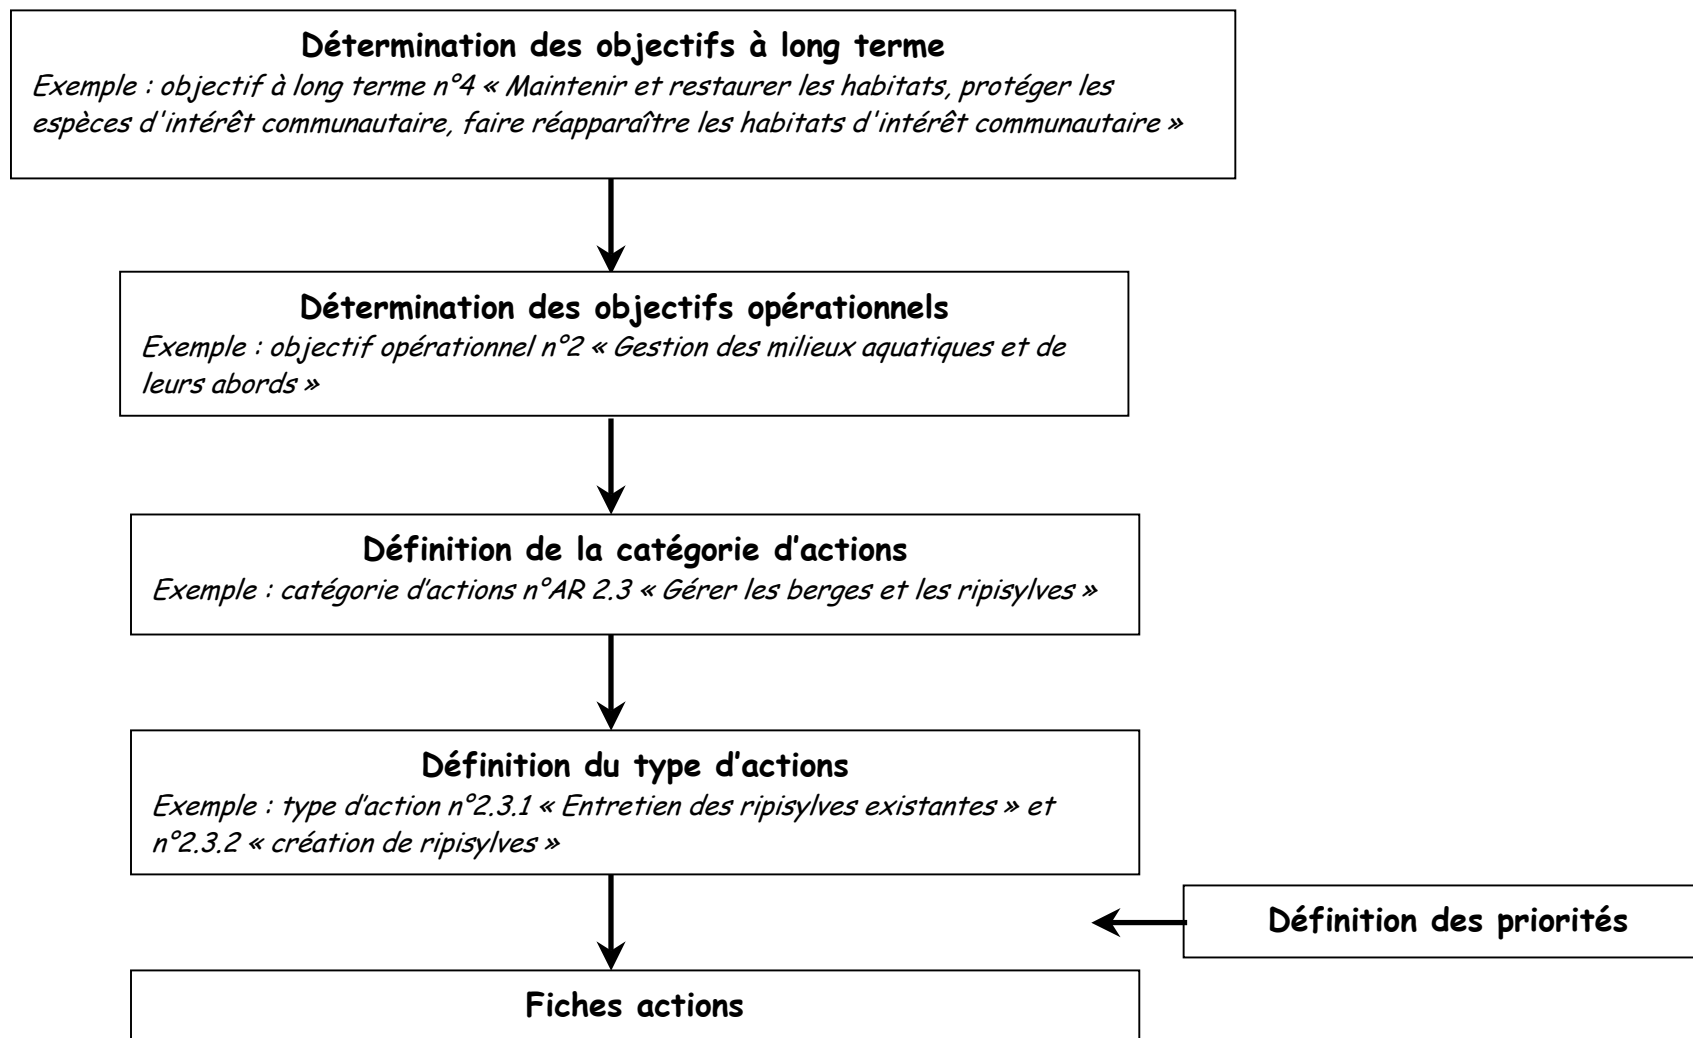 Détermination des objectifs à long terme
Exemple : objectif à long terme n°4 « Maintenir et restaurer les habitats, protéger les
espèces d'intérêt communautaire, faire réapparaître les habitats d'intérêt communautaire »
Détermination des objectifs opérationnels
Exemple : objectif opérationnel n°2 « Gestion des milieux aquatiques et de
leurs abords »
Définition de la catégorie d’actions
Exemple : catégorie d’actions n°AR 2.3 « Gérer les berges et les ripisylves »
Définition du type d’actions
Exemple : type d’action n°2.3.1 « Entretien des ripisylves existantes » et
n°2.3.2 « création de ripisylves »
Définition des priorités
Fiches actions